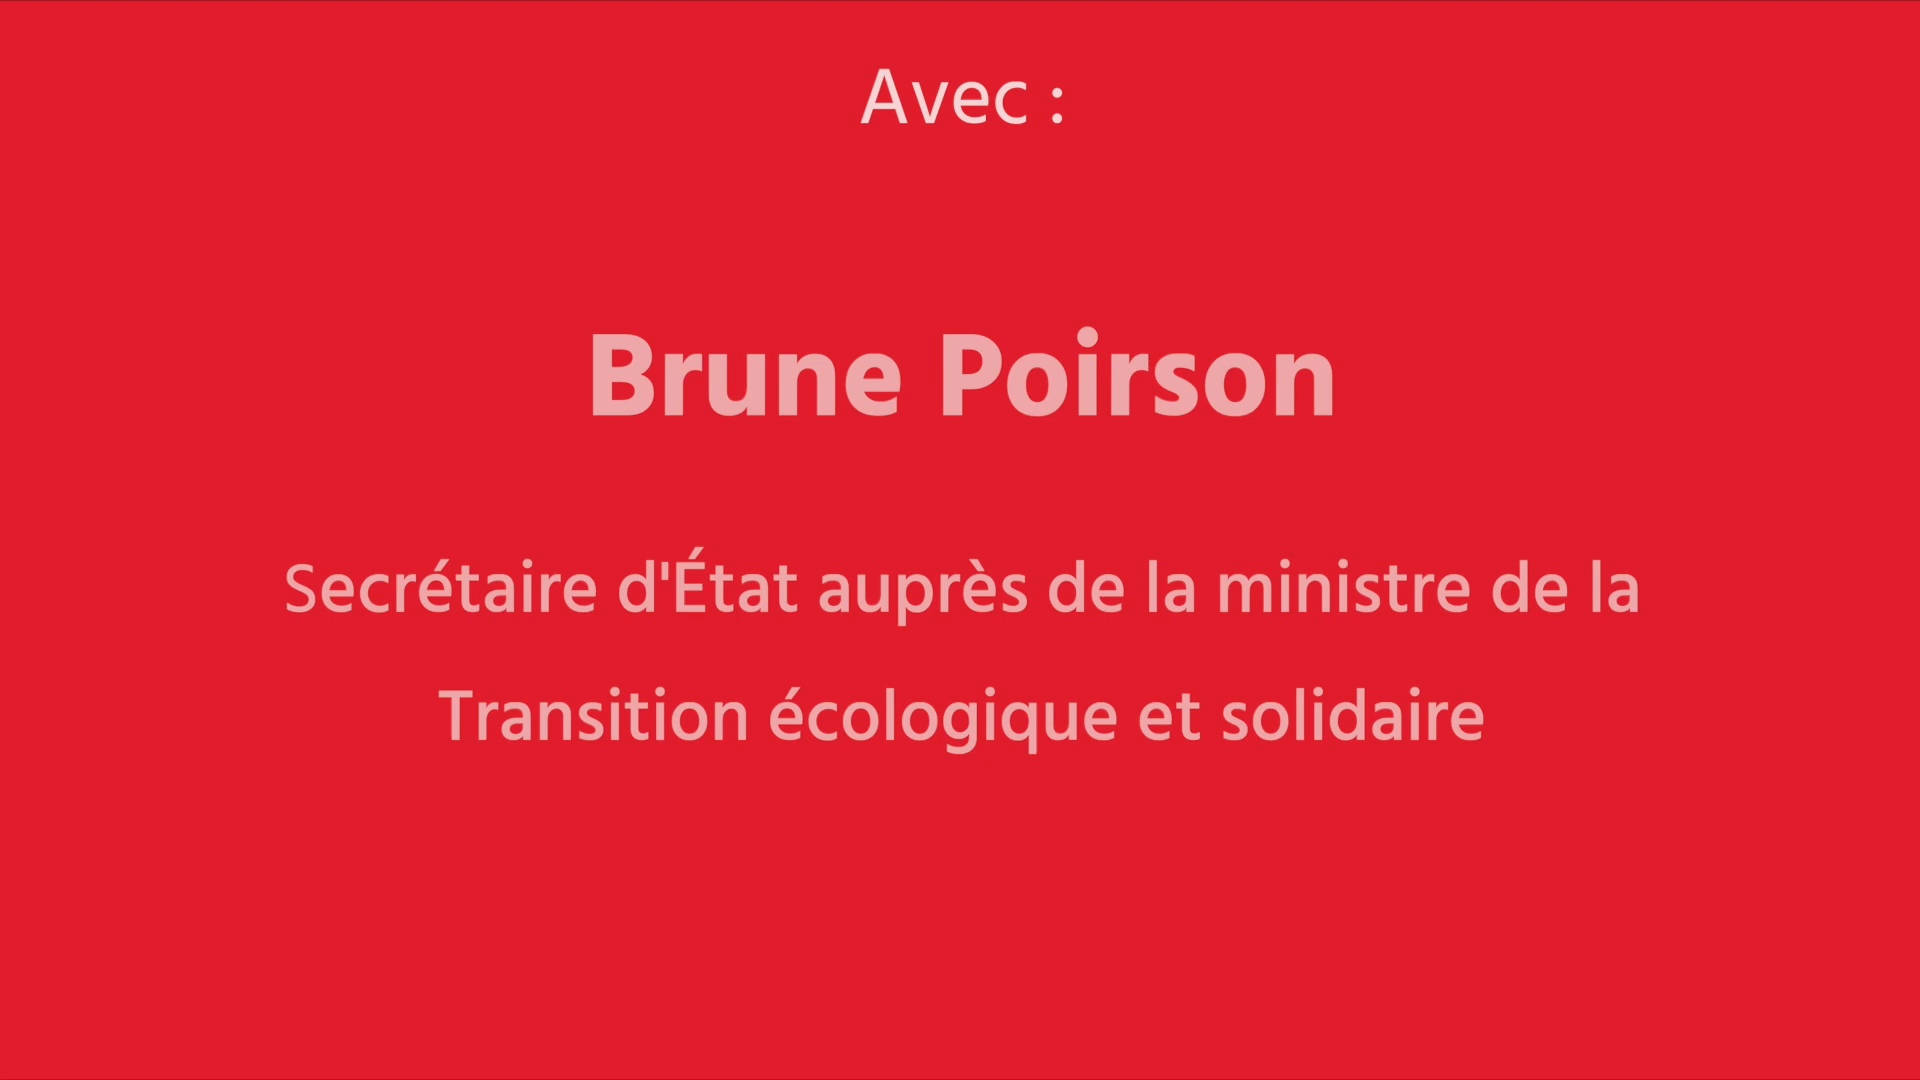 Avec :
Brune Poirson
Secrétaire d'État auprès de la ministre de la
Transition écologique et solidaire